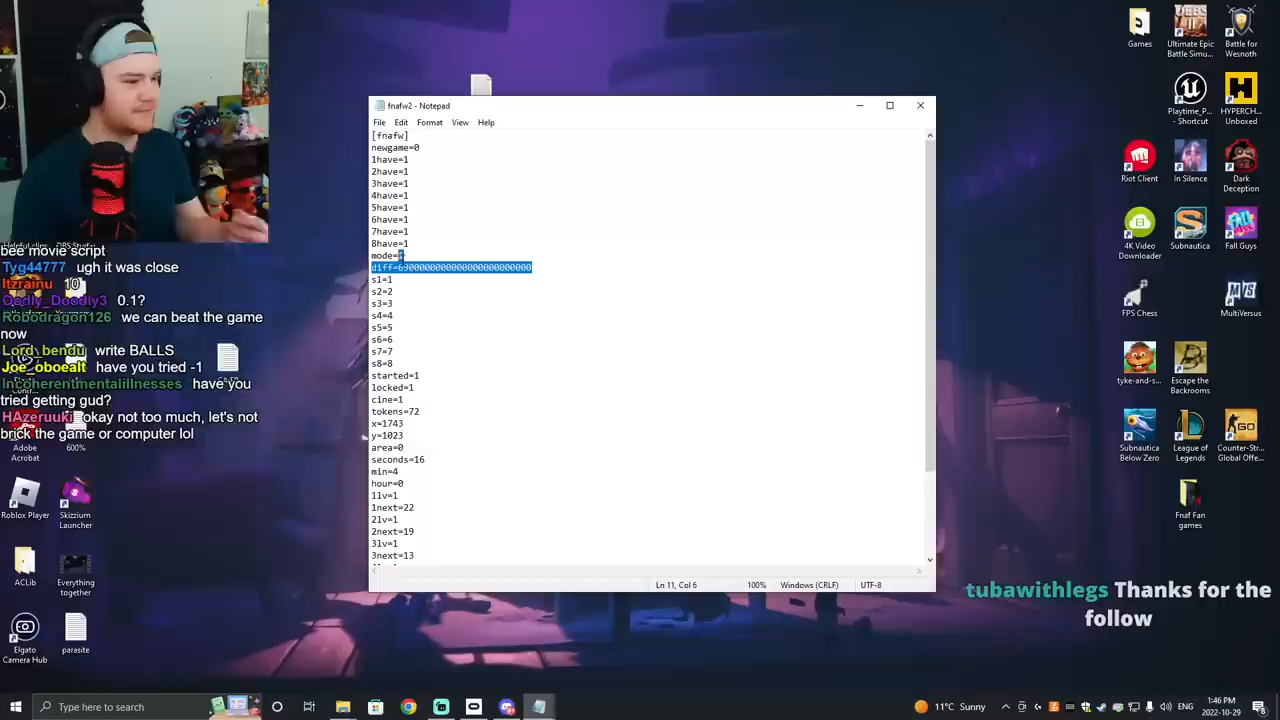 fnafw2 - Notepad
File Edit Format View Help
[fnafw]
newgame=0
1have=1
2have=1
3have=1
4have=1
5have=1
6have=1
7have=1
8have=1
mode=
s1=1
s2=2
s3=3
s4=4
s5=5
s6=6
s7=7
s8=8
started=1
locked=1
cine=1
tokens=72
x=1743
y=1023
area=0
seconds=16
min=4
hour=0
1lv=1
1next=22
2lv=1
2next=19
3lv=1
3next=13
Ln 11, Col 6 100% Windows (CRLF) UTF-8
bee movie script
Tyg44777 ugh it was close
Itzrainu 10
Oodly_Doodly3 0.1?
Robodragon126 we can beat the game
now
Lord_bendu write BALLS
Joe_oboealt have you tried -1
Incoherentmentalillnesses have you
tried getting gud?
HAzeruuki okay not too much, let's not
brick the game or computer lol
Adobe
Acrobat
600%
Roblox Player
Skizzium
Launcher
ACLib
Everything
together
Elgato
Camera Hub
parasite
Games
Ultimate Epic
Battle Simu...
Battle for
Wesnoth
Playtime_P...
- Shortcut
HYPERCH...
Unboxed
Riot Client
In Silence
Dark
Deception
4K Video
Downloader
Subnautica
Fall Guys
FPS Chess
MultiVersus
tyke-and-s...
Escape the
Backrooms
Subnautica
Below Zero
League of
Legends
Counter-Str...
Global Offe...
Fnaf Fan
games
tubawithlegs Thanks for the
follow
Type here to search
11°C Sunny
ENG
1:46 PM
2022-10-29